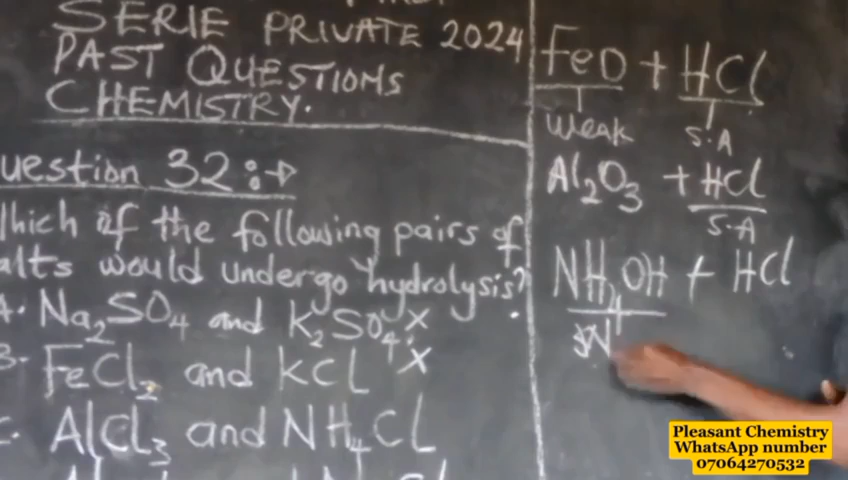 SERIE PRIVATE 2024
PAST QUESTIONS
CHEMISTRY.
uestion 32:→
hich of the following pairs of
alts would undergo hydrolysis?
A. Na₂SO₄ and K₂SO₄. X
B. FeCl₂ and KCl X
C. AlCl₃ and NH₄Cl
FeO + HCl
Weak S.A
Al₂O₃ + HCl
S.A
NH₄OH + HCl
W
Pleasant Chemistry
WhatsApp number
07064270532